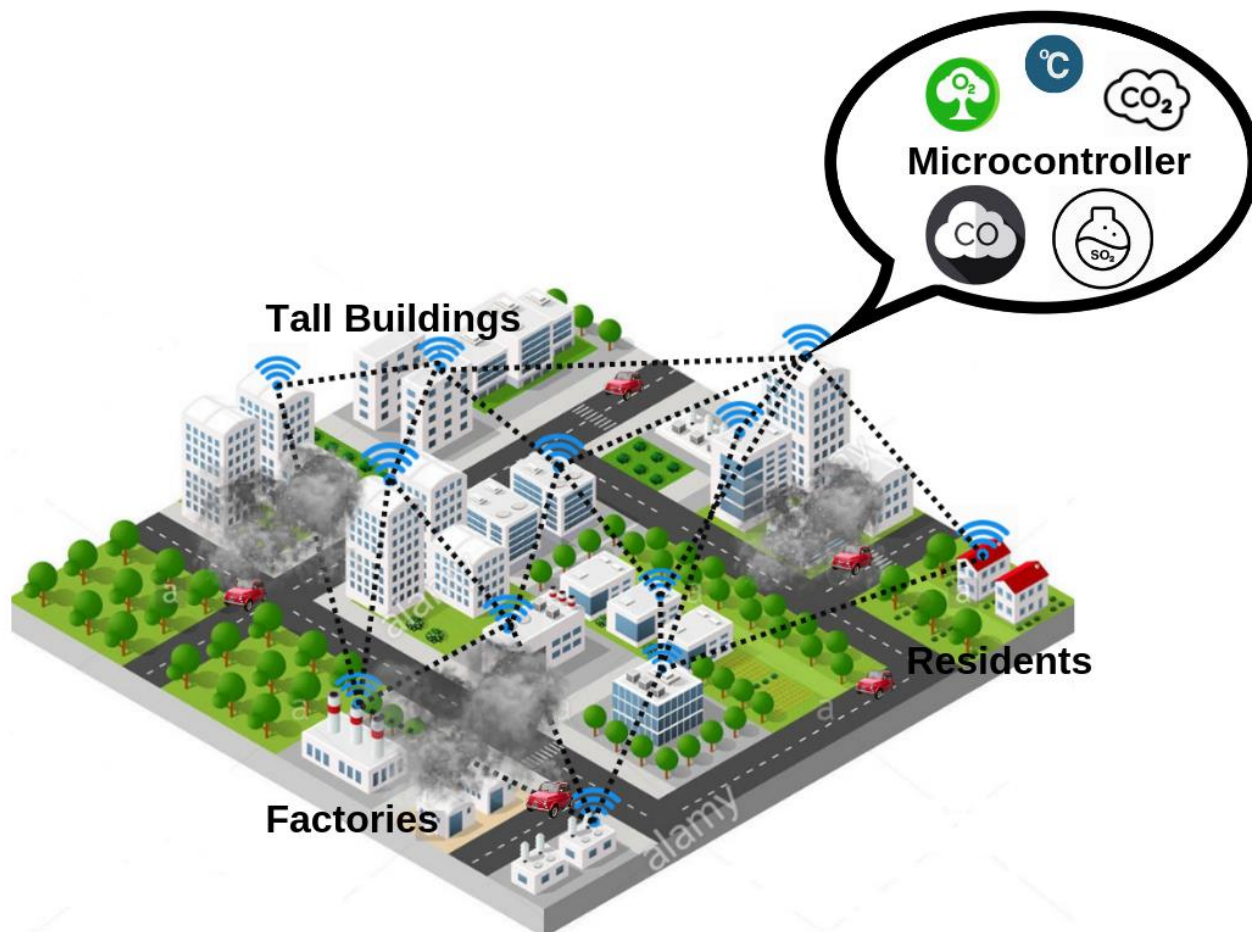 O₂
°C
CO₂
Microcontroller
CO
SO₂
Tall Buildings
Residents
Factories
alamy
a
a
a
a
a